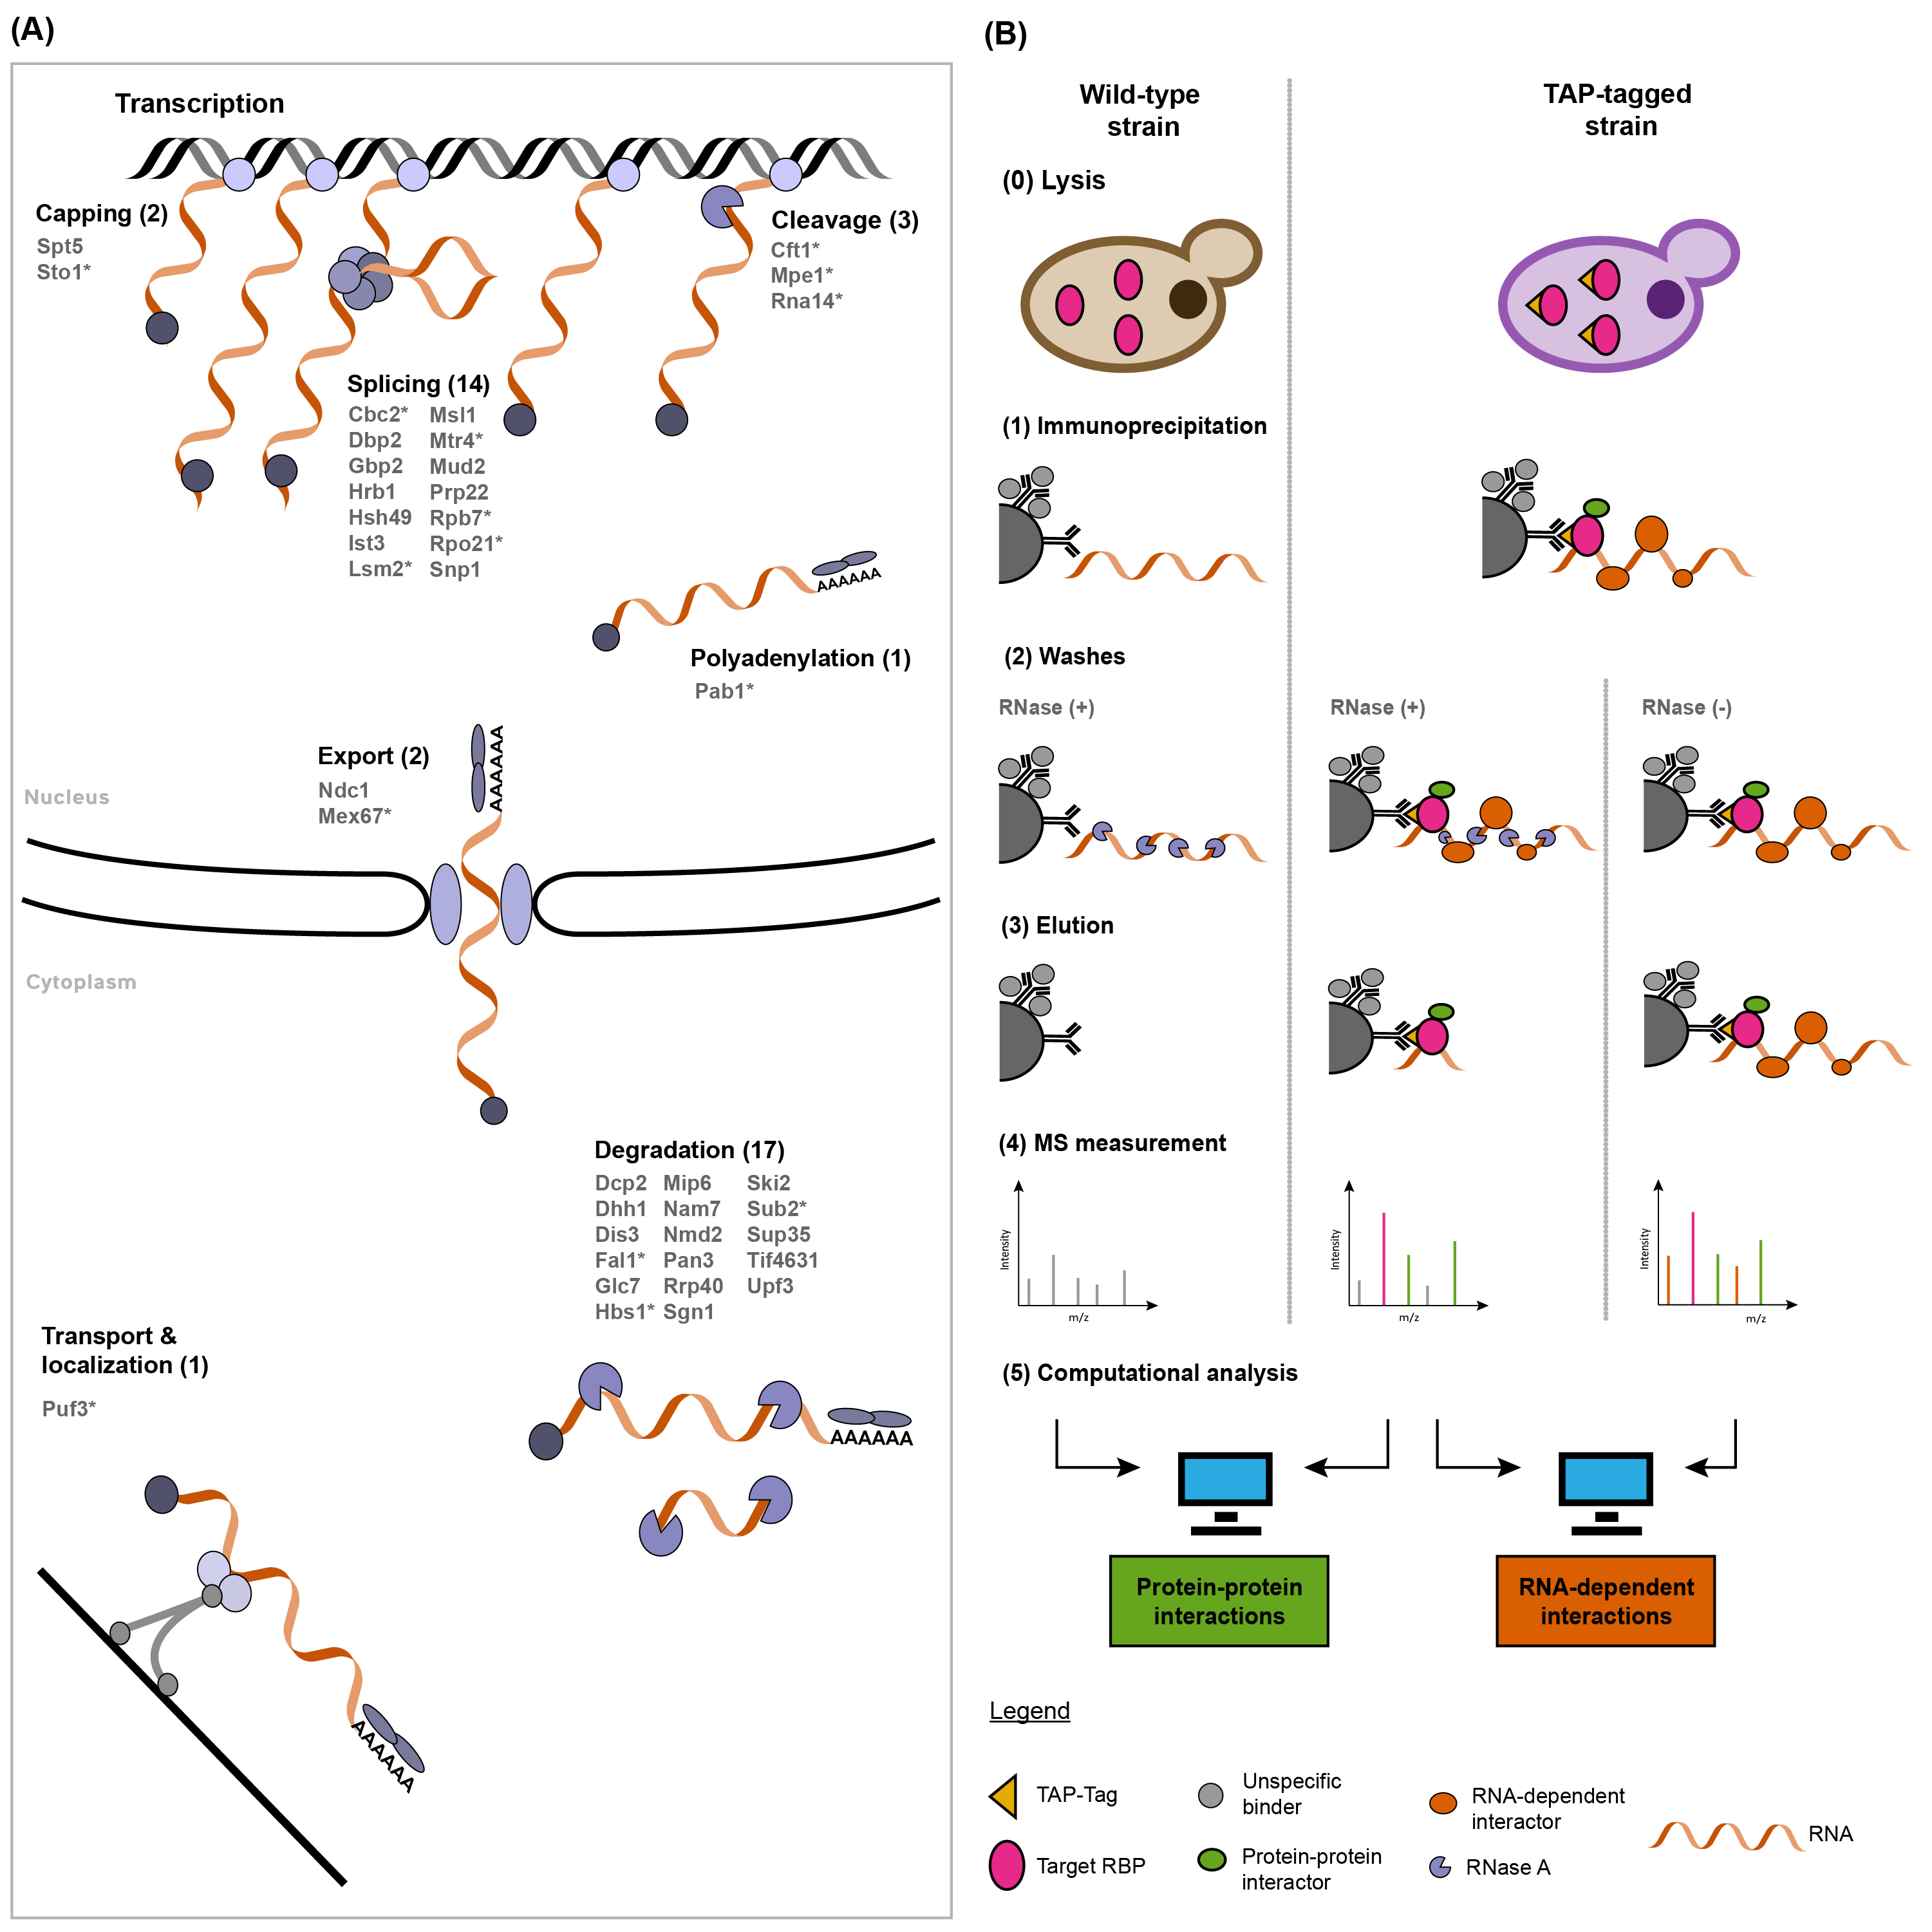 (A)
Transcription
Capping (2)
Spt5
Sto1*
Cleavage (3)
Cft1*
Mpe1*
Rna14*
Splicing (14)
Cbc2* Msl1
Dbp2 Mtr4*
Gbp2 Mud2
Hrb1 Prp22
Hsh49 Rpb7*
Ist3 Rpo21*
Lsm2* Snp1
AAAAAA
Polyadenylation (1)
Pab1*
Export (2)
Ndc1
Mex67*
AAAAAA
Nucleus
Cytoplasm
Degradation (17)
Dcp2 Mip6 Ski2
Dhh1 Nam7 Sub2*
Dis3 Nmd2 Sup35
Fal1* Pan3 Tif4631
Glc7 Rrp40 Upf3
Hbs1* Sgn1
AAAAAA
Transport &
localization (1)
Puf3*
AAAAAA
(B)
Wild-type
strain
TAP-tagged
strain
(0) Lysis
(1) Immunoprecipitation
(2) Washes
RNase (+)
RNase (+)
RNase (-)
(3) Elution
(4) MS measurement
Intensity
m/z
Intensity
m/z
Intensity
m/z
(5) Computational analysis
Protein-protein
interactions
RNA-dependent
interactions
Legend
TAP-Tag
Target RBP
Unspecific
binder
Protein-protein
interactor
RNA-dependent
interactor
RNase A
RNA